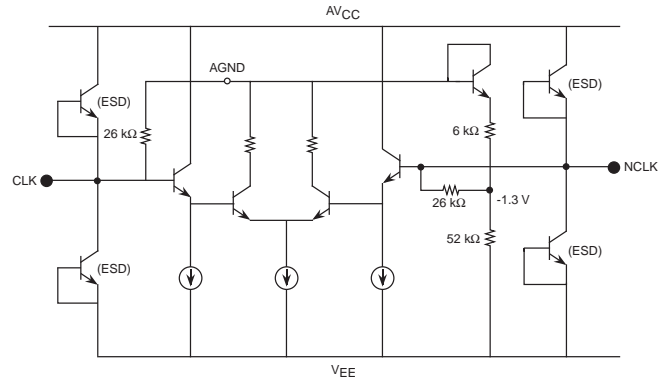 AVCC
AGND
(ESD)
(ESD)
26 kΩ
6 kΩ
CLK
NCLK
26 kΩ
-1.3 V
52 kΩ
(ESD)
(ESD)
VEE